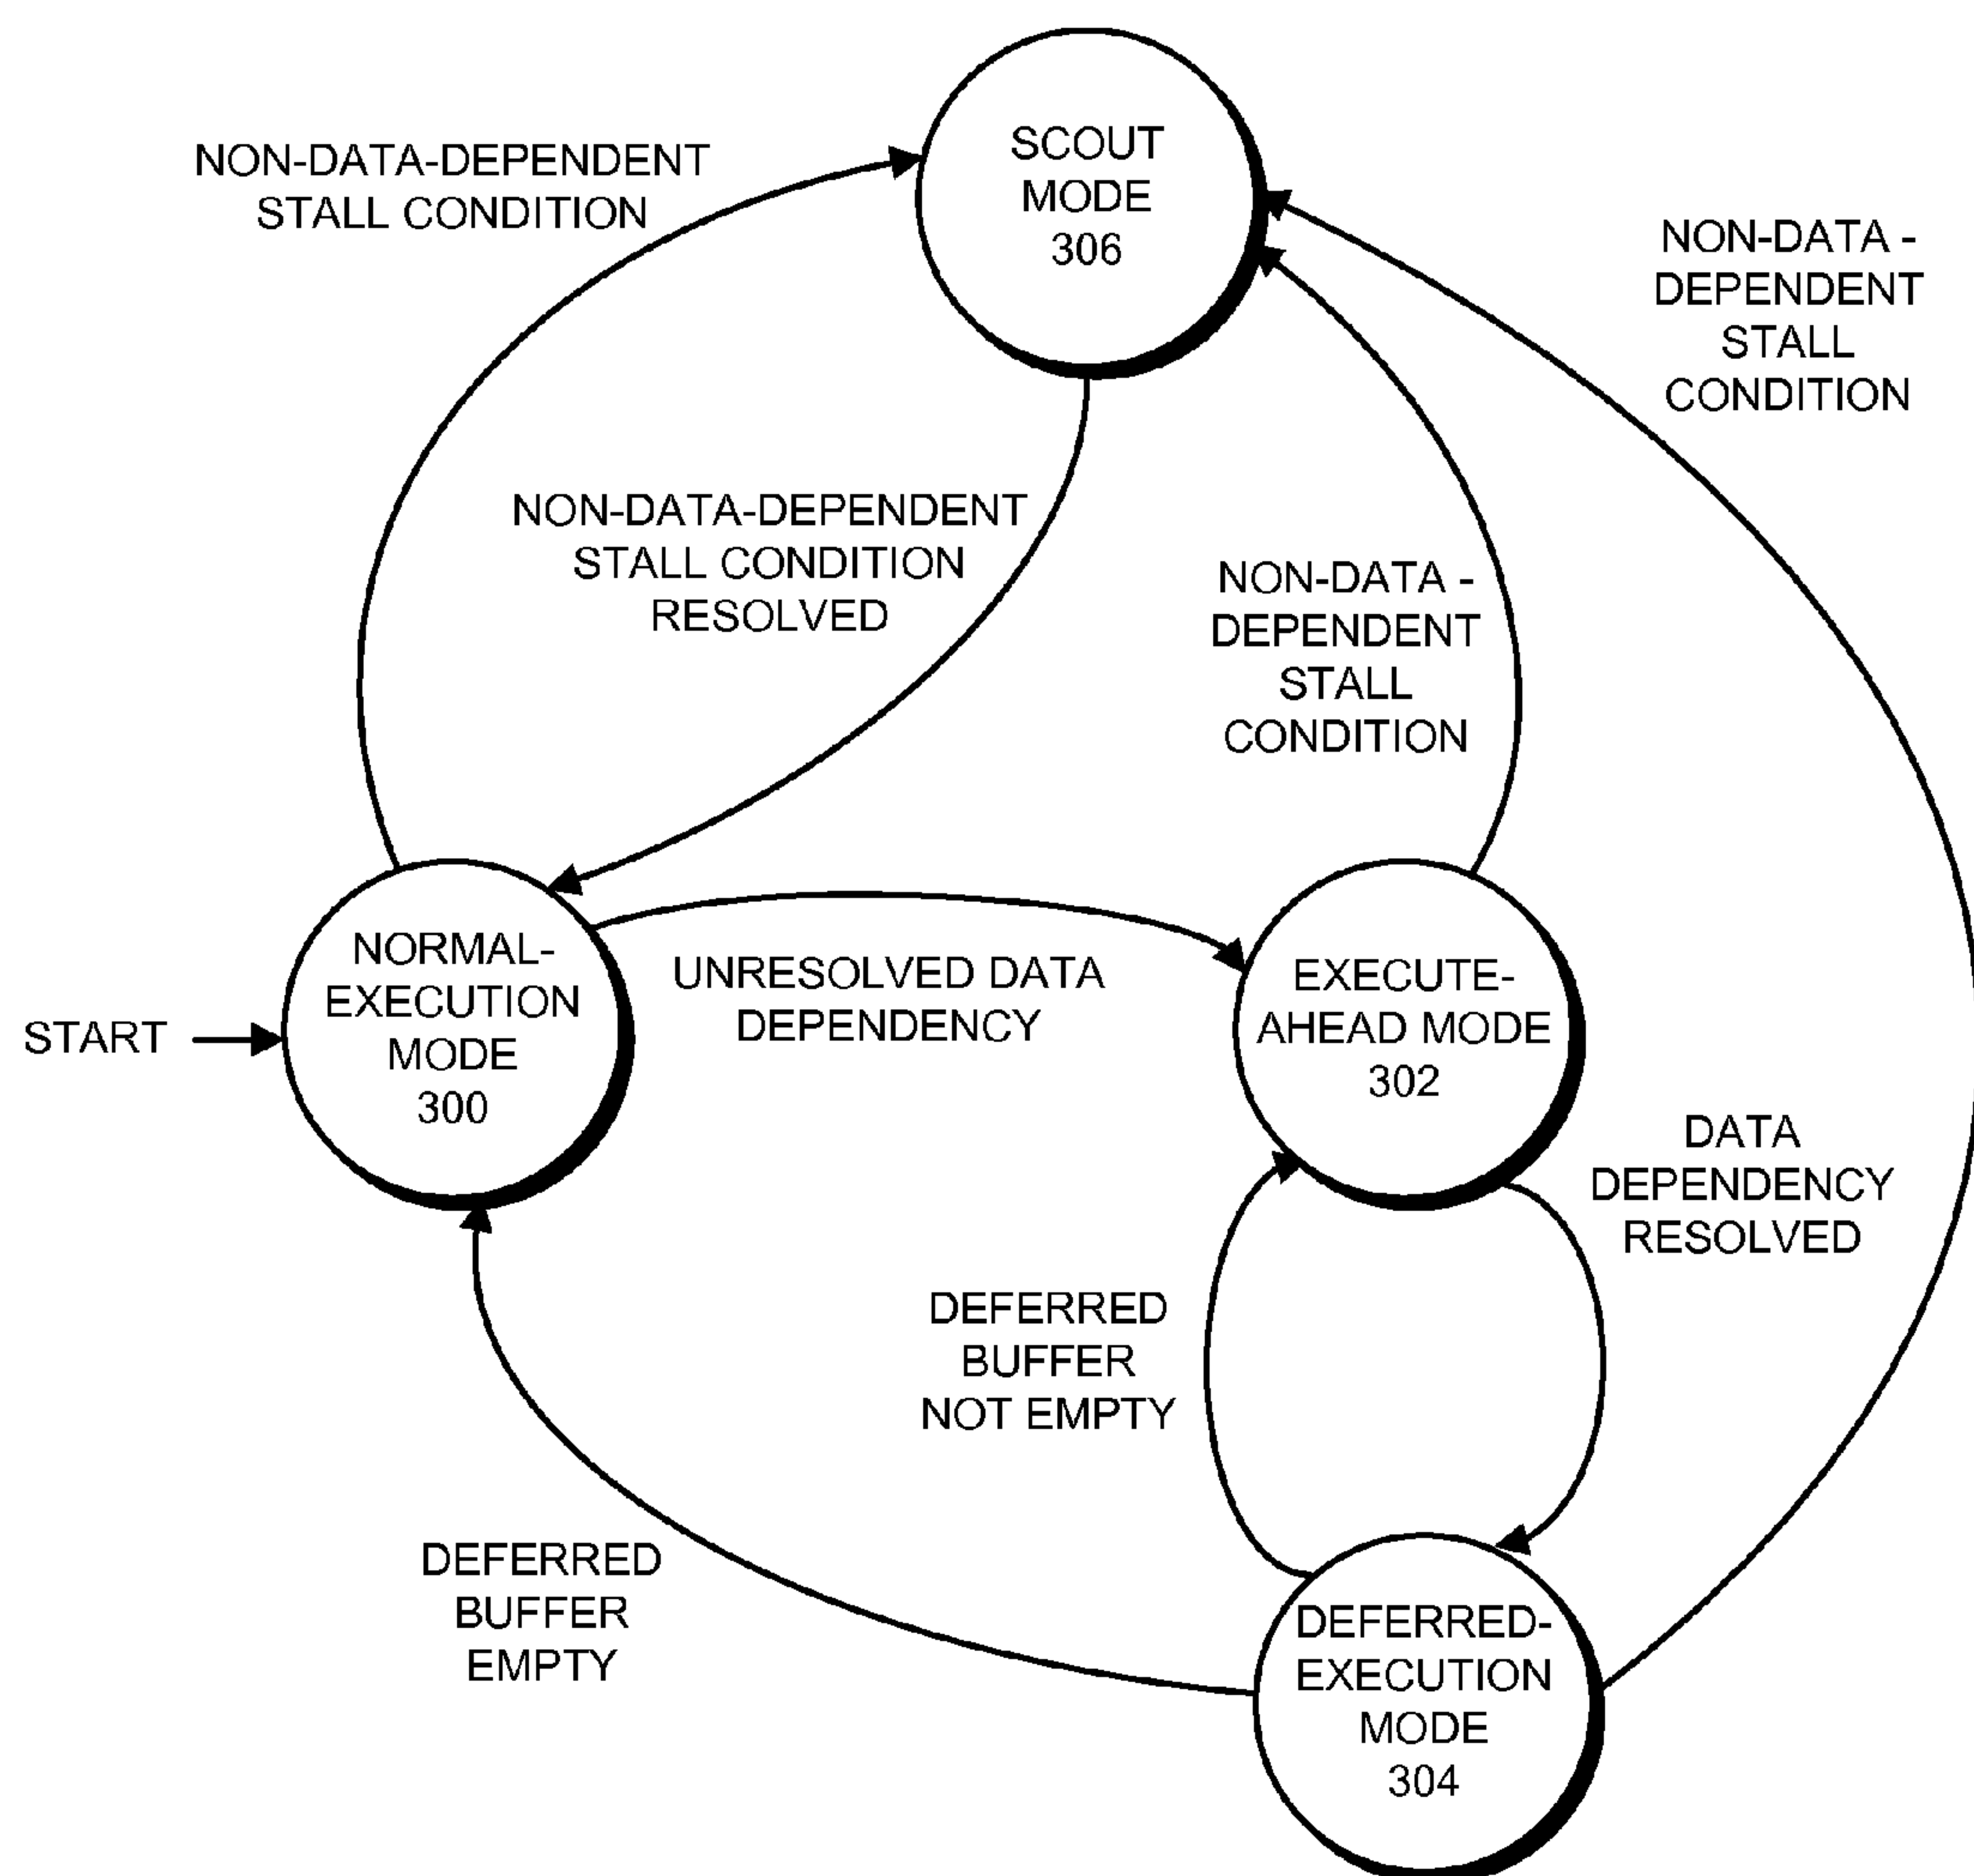 SCOUT
MODE
306
NON-DATA-DEPENDENT
STALL CONDITION
NON-DATA -
DEPENDENT
STALL
CONDITION
NON-DATA-DEPENDENT
STALL CONDITION
RESOLVED
NON-DATA -
DEPENDENT
STALL
CONDITION
START
NORMAL-
EXECUTION
MODE
300
UNRESOLVED DATA
DEPENDENCY
EXECUTE-
AHEAD MODE
302
DATA
DEPENDENCY
RESOLVED
DEFERRED
BUFFER
NOT EMPTY
DEFERRED
BUFFER
EMPTY
DEFERRED-
EXECUTION
MODE
304